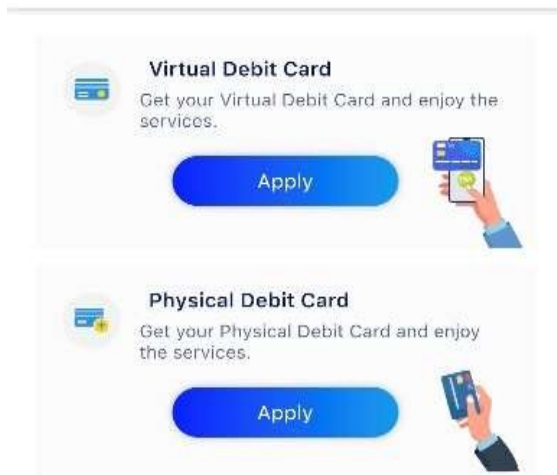 Virtual Debit Card
Get your Virtual Debit Card and enjoy the
services.
Apply
Physical Debit Card
Get your Physical Debit Card and enjoy
the services.
Apply